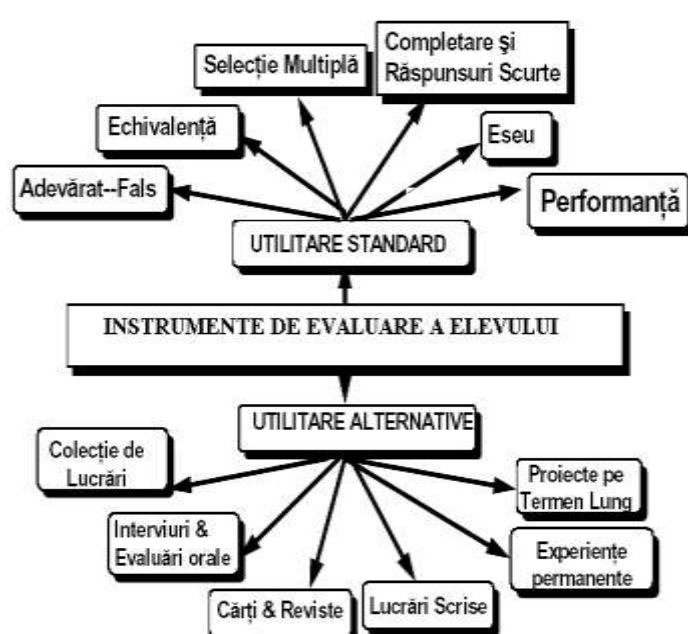 Completare şi
Răspunsuri Scurte
Selecție Multiplă
Echivalență
Eseu
Adevărat--Fals
Performanță
UTILITARE STANDARD
INSTRUMENTE DE EVALUARE A ELEVULUI
UTILITARE ALTERNATIVE
Colecție de
Lucrări
Proiecte pe
Termen Lung
Interviuri &
Evaluări orale
Experiențe
permanente
Cărți & Reviste
Lucrări Scrise